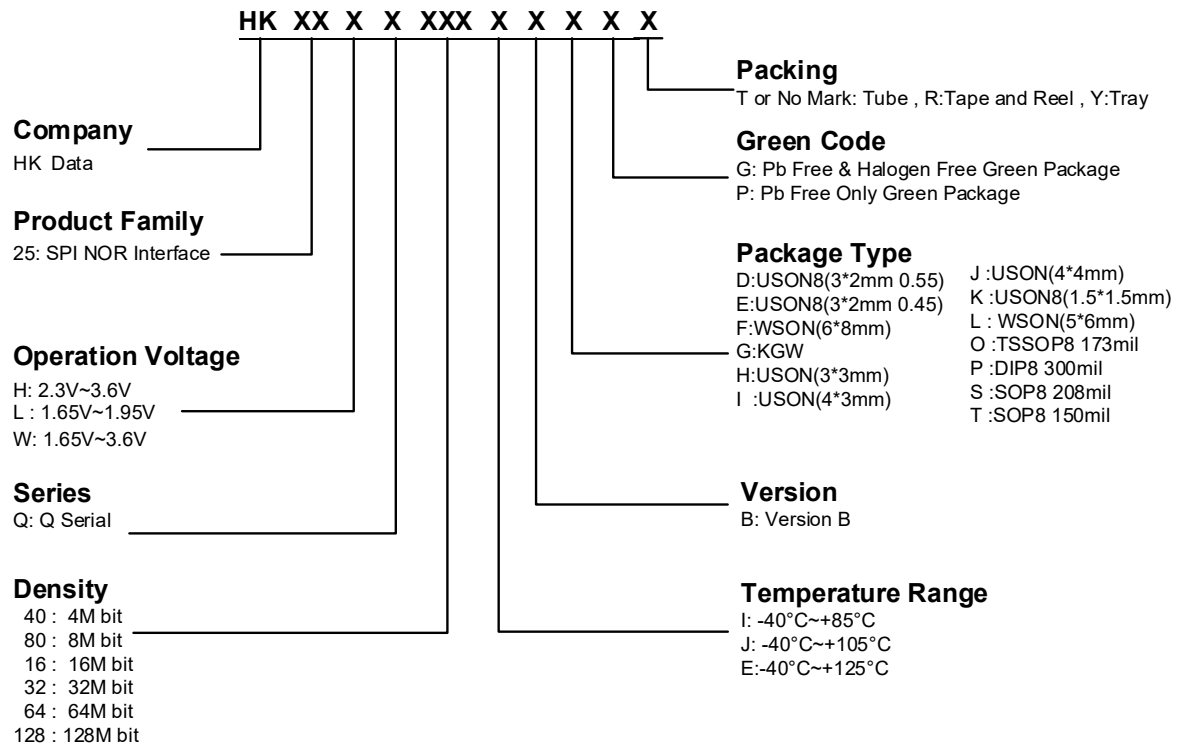 HK XX X X XXX X X X X X
Company
HK Data
Product Family
25: SPI NOR Interface
Operation Voltage
H: 2.3V~3.6V
L : 1.65V~1.95V
W: 1.65V~3.6V
Series
Q: Q Serial
Density
40 : 4M bit
80 : 8M bit
16 : 16M bit
32 : 32M bit
64 : 64M bit
128 : 128M bit
Packing
T or No Mark: Tube , R:Tape and Reel , Y:Tray
Green Code
G: Pb Free & Halogen Free Green Package
P: Pb Free Only Green Package
Package Type
D:USON8(3*2mm 0.55)
E:USON8(3*2mm 0.45)
F:WSON(6*8mm)
G:KGW
H:USON(3*3mm)
I :USON(4*3mm)
J :USON(4*4mm)
K :USON8(1.5*1.5mm)
L : WSON(5*6mm)
O :TSSOP8 173mil
P :DIP8 300mil
S :SOP8 208mil
T :SOP8 150mil
Version
B: Version B
Temperature Range
I: -40°C~+85°C
J: -40°C~+105°C
E:-40°C~+125°C